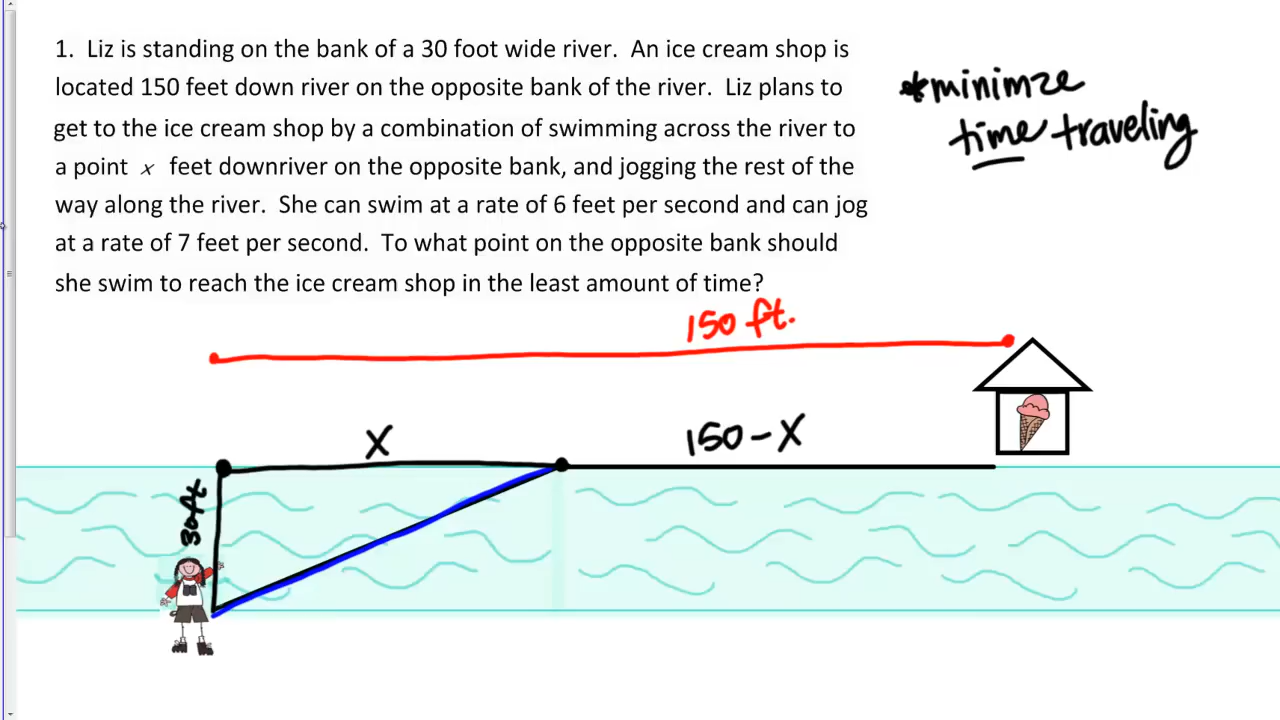 1. Liz is standing on the bank of a 30 foot wide river. An ice cream shop is
located 150 feet down river on the opposite bank of the river. Liz plans to
get to the ice cream shop by a combination of swimming across the river to
a point x feet downriver on the opposite bank, and jogging the rest of the
way along the river. She can swim at a rate of 6 feet per second and can jog
at a rate of 7 feet per second. To what point on the opposite bank should
she swim to reach the ice cream shop in the least amount of time?
*minimze
time traveling
150 ft.
X
150-X
30ft